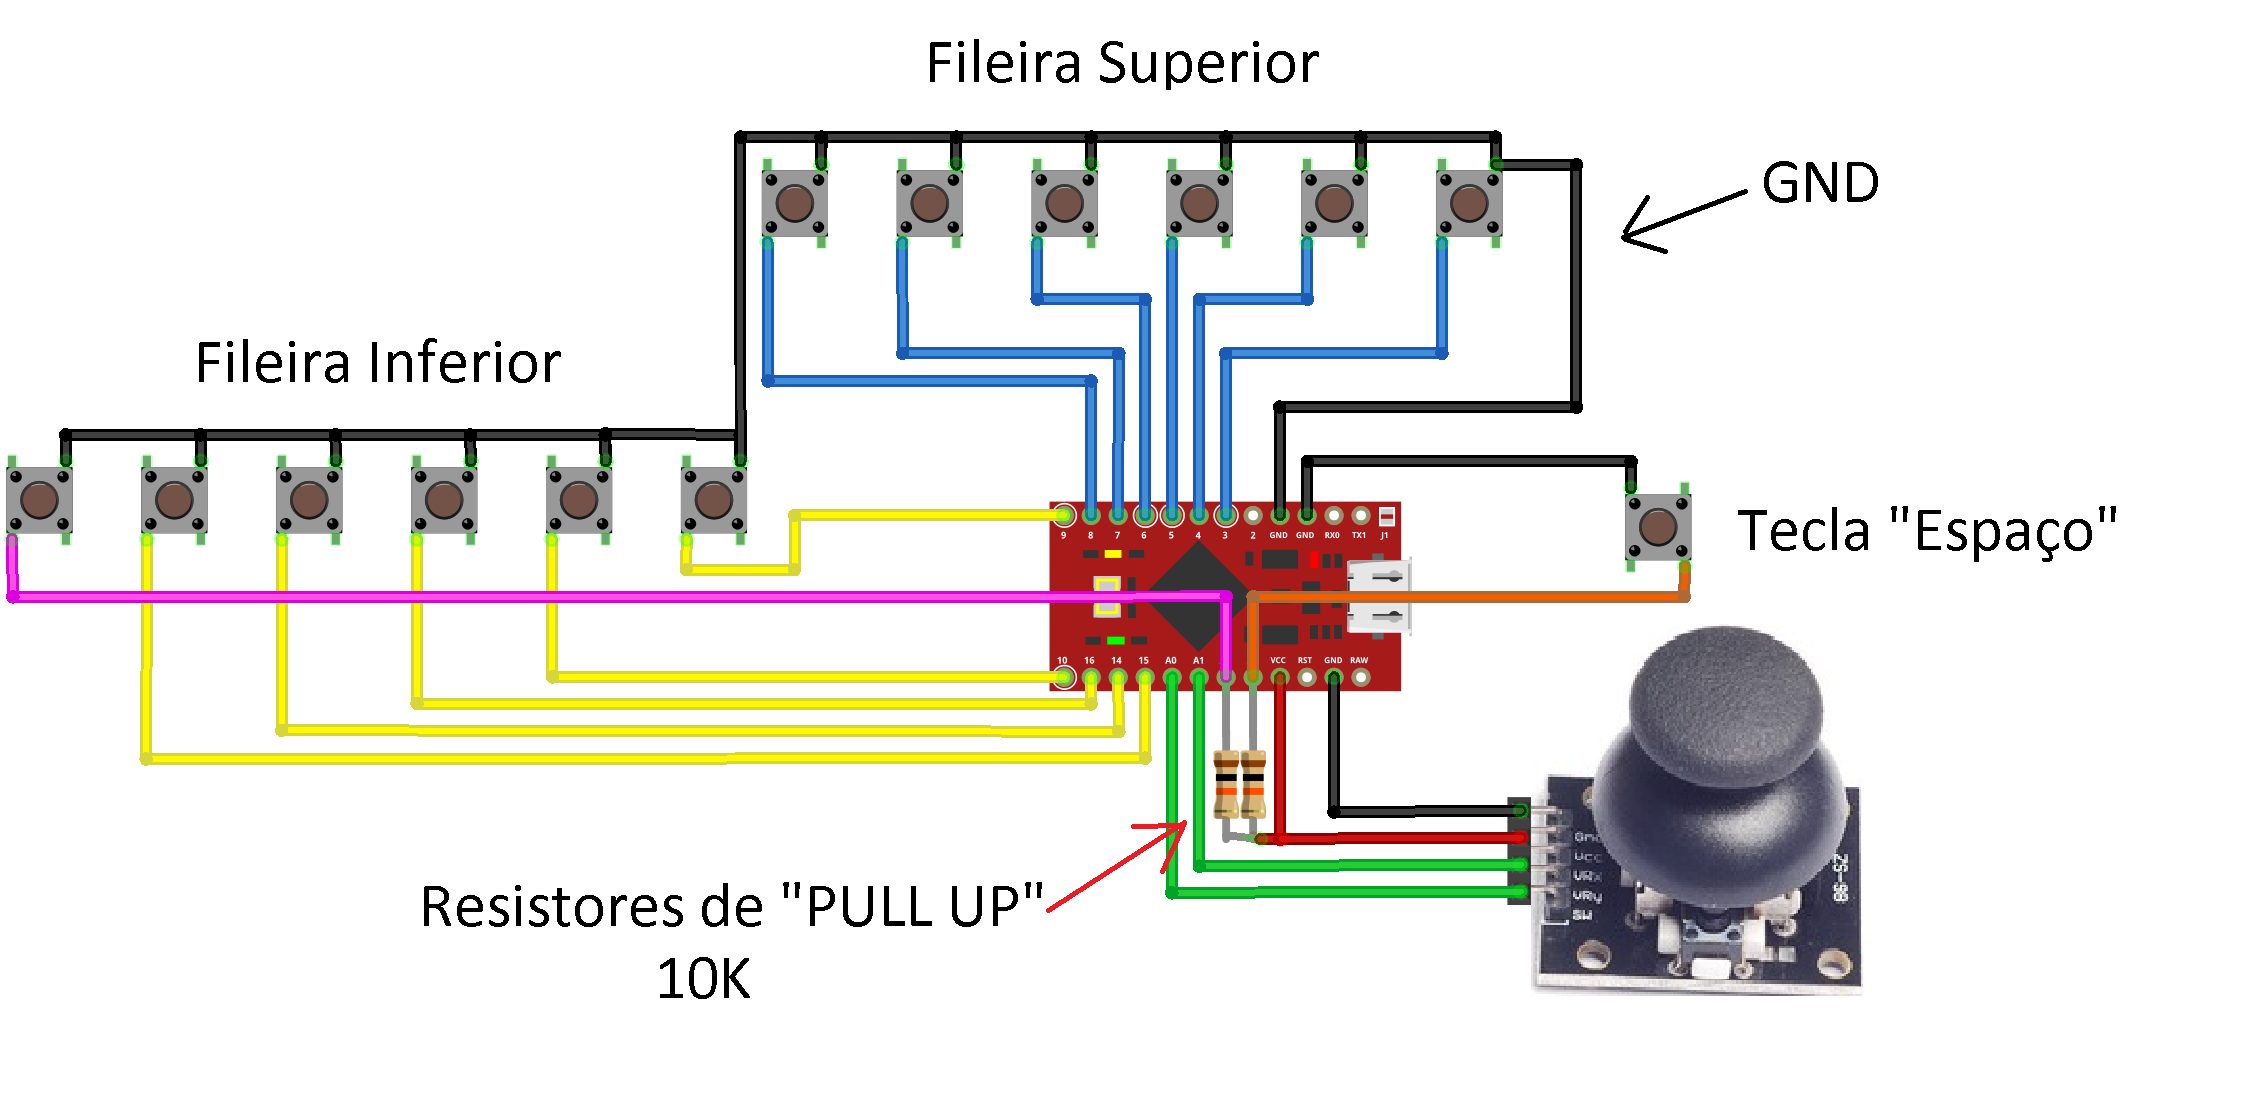 Fileira Superior
GND
Fileira Inferior
Tecla "Espaço"
9 8 7 6 5 4 3 2 GND GND RX0 TX1 J1
10 16 14 15 A0 A1 VCC RST GND RAW
Vcc
VRx
VRy
SW
Resistores de "PULL UP"
10K